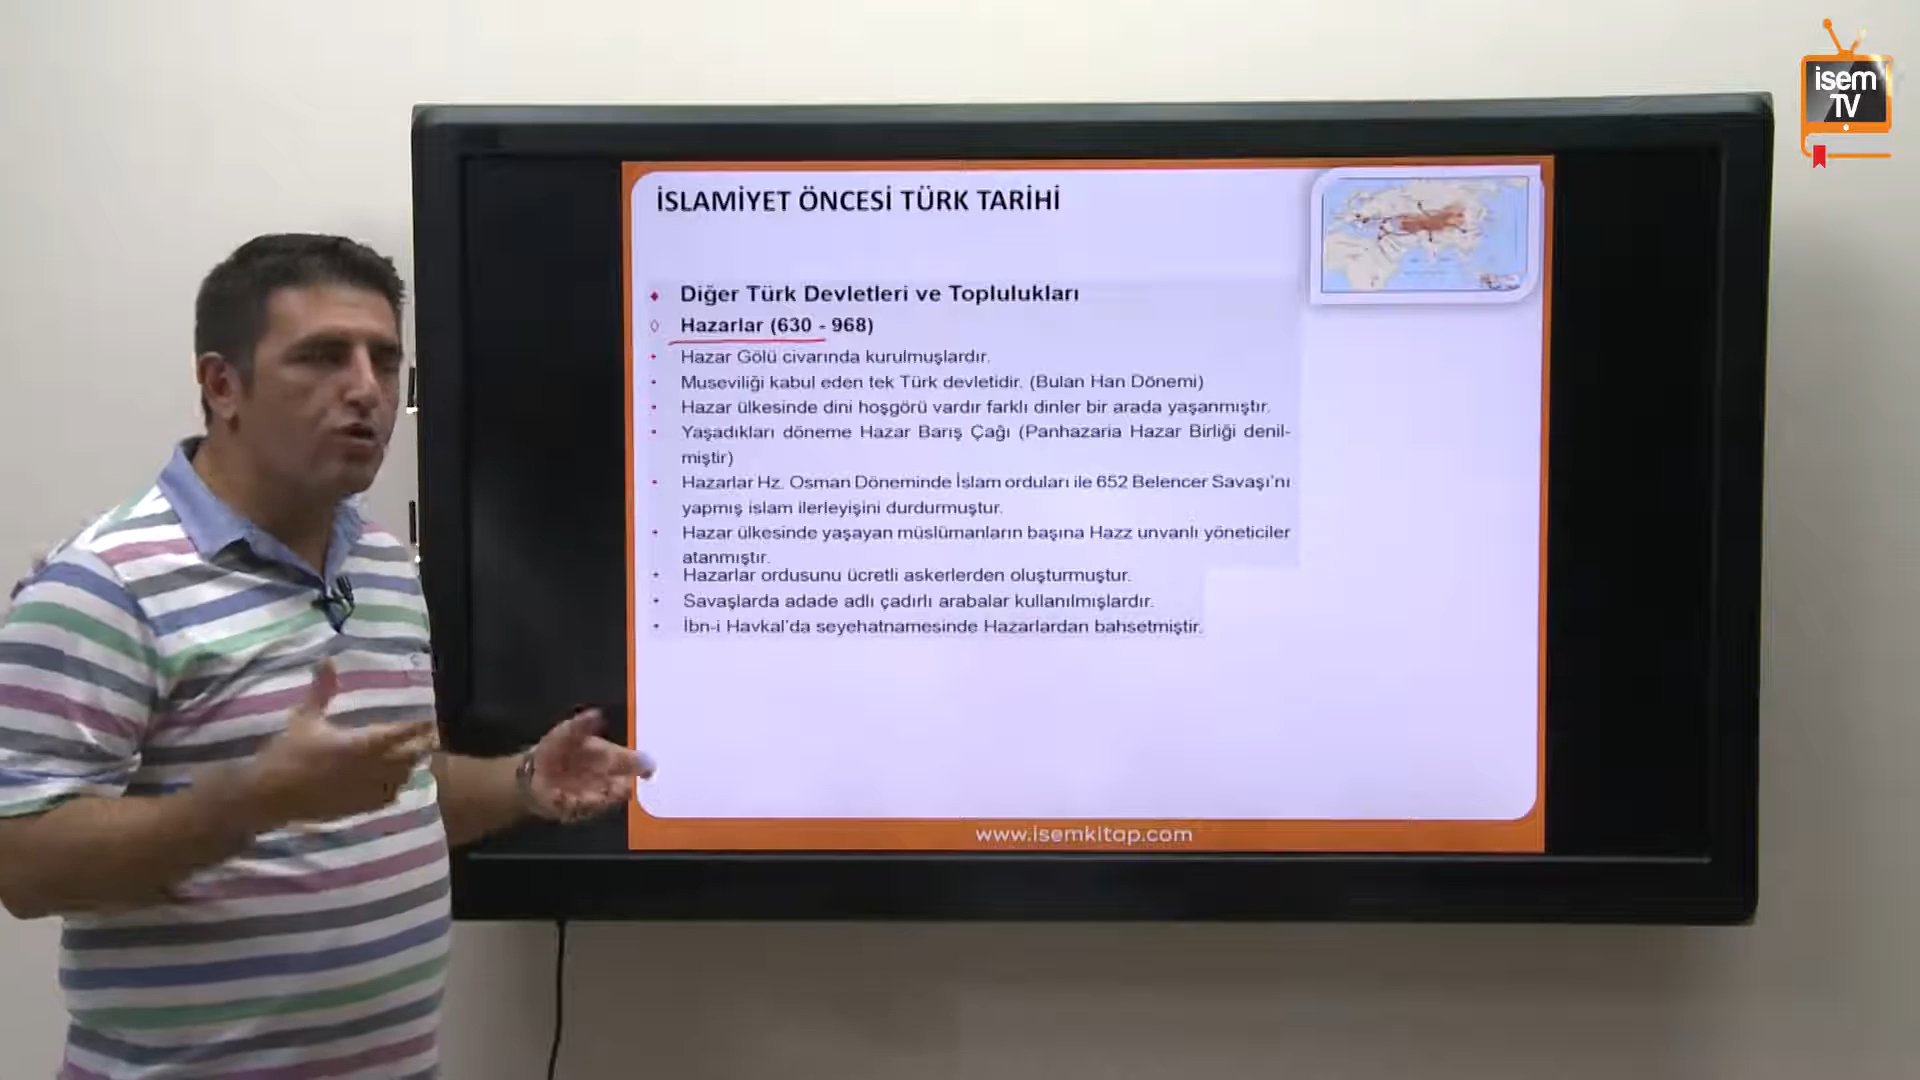 isem
TV
İSLAMİYET ÖNCESİ TÜRK TARİHİ
Diğer Türk Devletleri ve Toplulukları
Hazarlar (630 - 968)
Hazar Gölü civarında kurulmuşlardır.
Museviliği kabul eden tek Türk devletidir. (Bulan Han Dönemi)
Hazar ülkesinde dini hoşgörü vardır farklı dinler bir arada yaşanmıştır.
Yaşadıkları döneme Hazar Barış Çağı (Panhazaria Hazar Birliği denil-
miştir)
Hazarlar Hz. Osman Döneminde İslam orduları ile 652 Belencer Savaşı'nı
yapmış islam ilerleyişini durdurmuştur.
Hazar ülkesinde yaşayan müslümanların başına Hazz unvanlı yöneticiler
atanmıştır.
Hazarlar ordusunu ücretli askerlerden oluşturmuştur.
Savaşlarda adade adlı çadırlı arabalar kullanılmışlardır.
İbn-i Havkal'da seyehatnamesinde Hazarlardan bahsetmiştir.
www.isemkitap.com